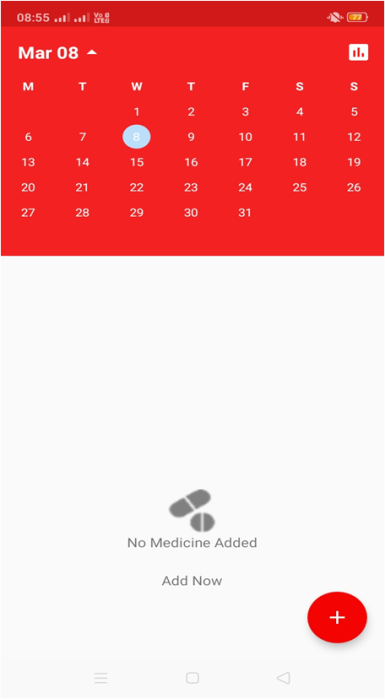 08:55 Vo LTE
Mar 08
M T W T F S S
1 2 3 4 5
6 7 8 9 10 11 12
13 14 15 16 17 18 19
20 21 22 23 24 25 26
27 28 29 30 31
No Medicine Added
Add Now
+